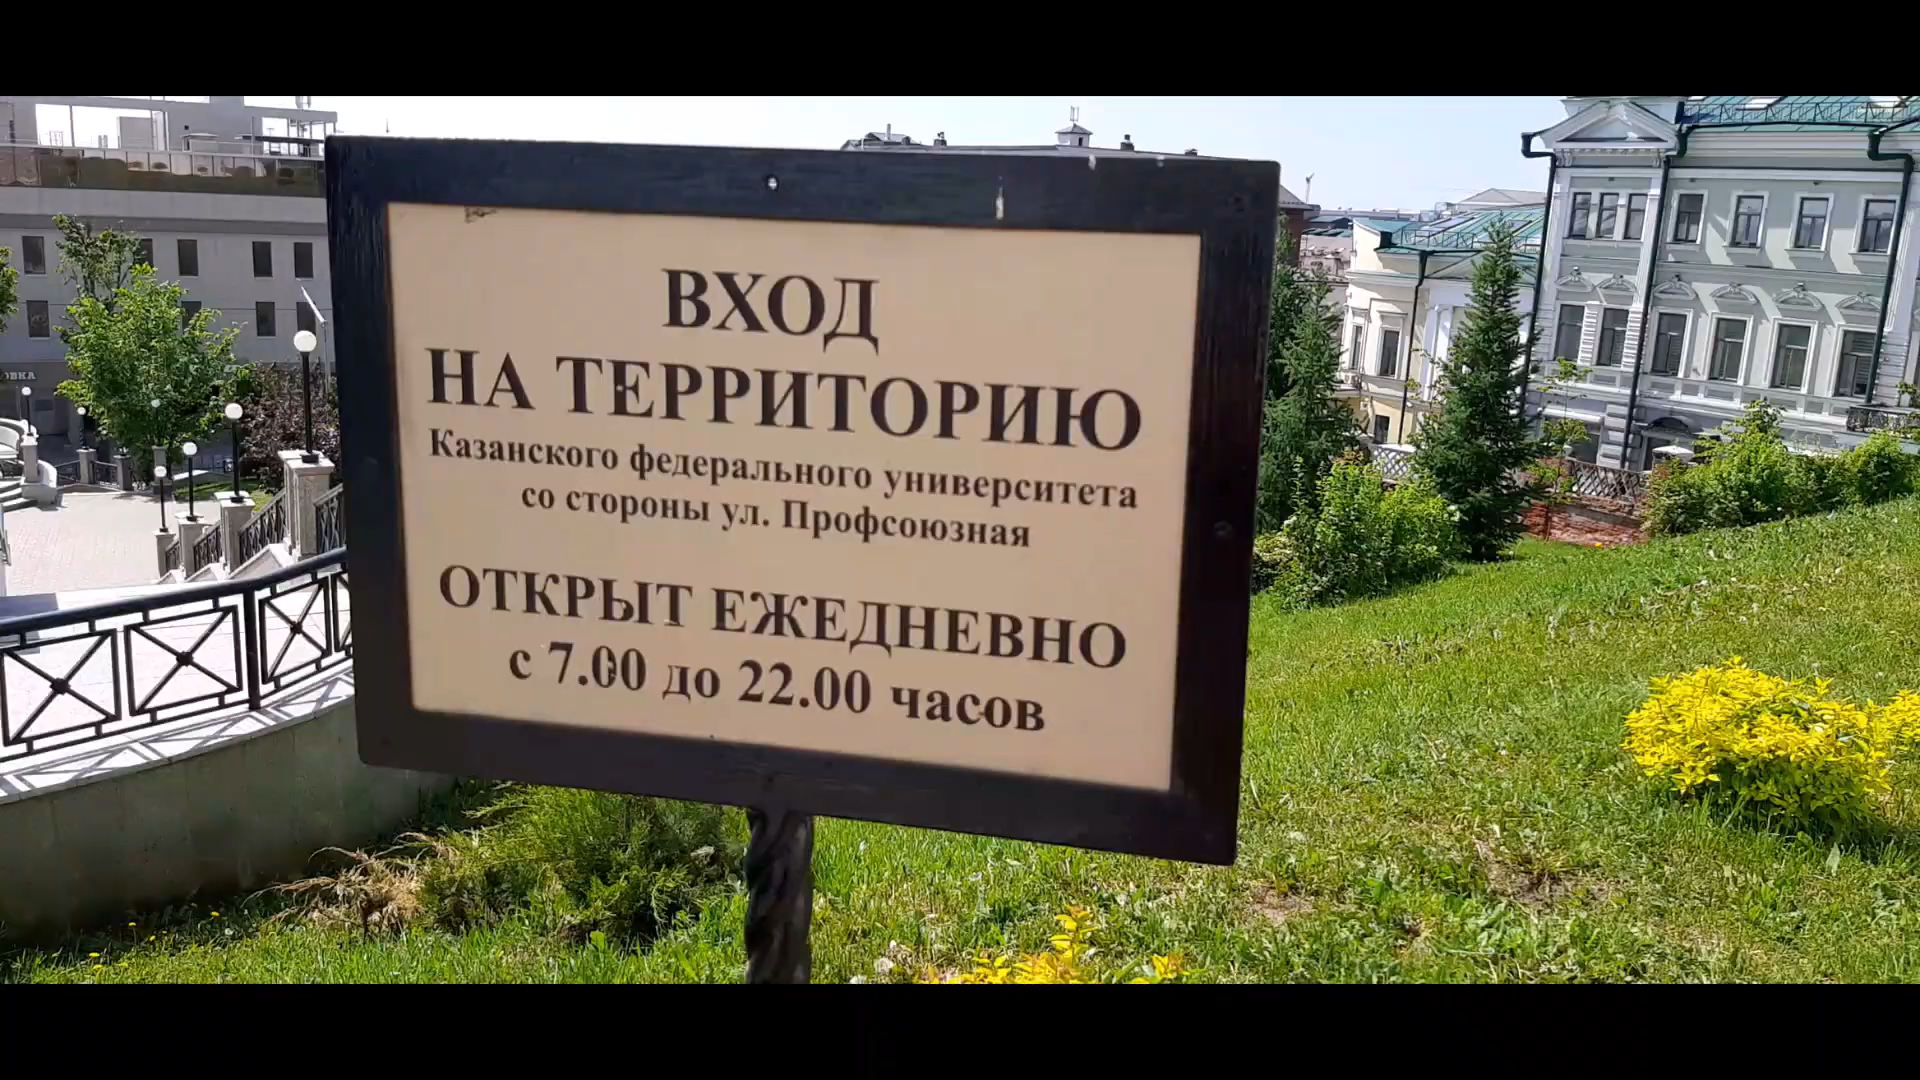 ВХОД
НА ТЕРРИТОРИЮ
Казанского федерального университета
со стороны ул. Профсоюзная
ОТКРЫТ ЕЖЕДНЕВНО
с 7.00 до 22.00 часов